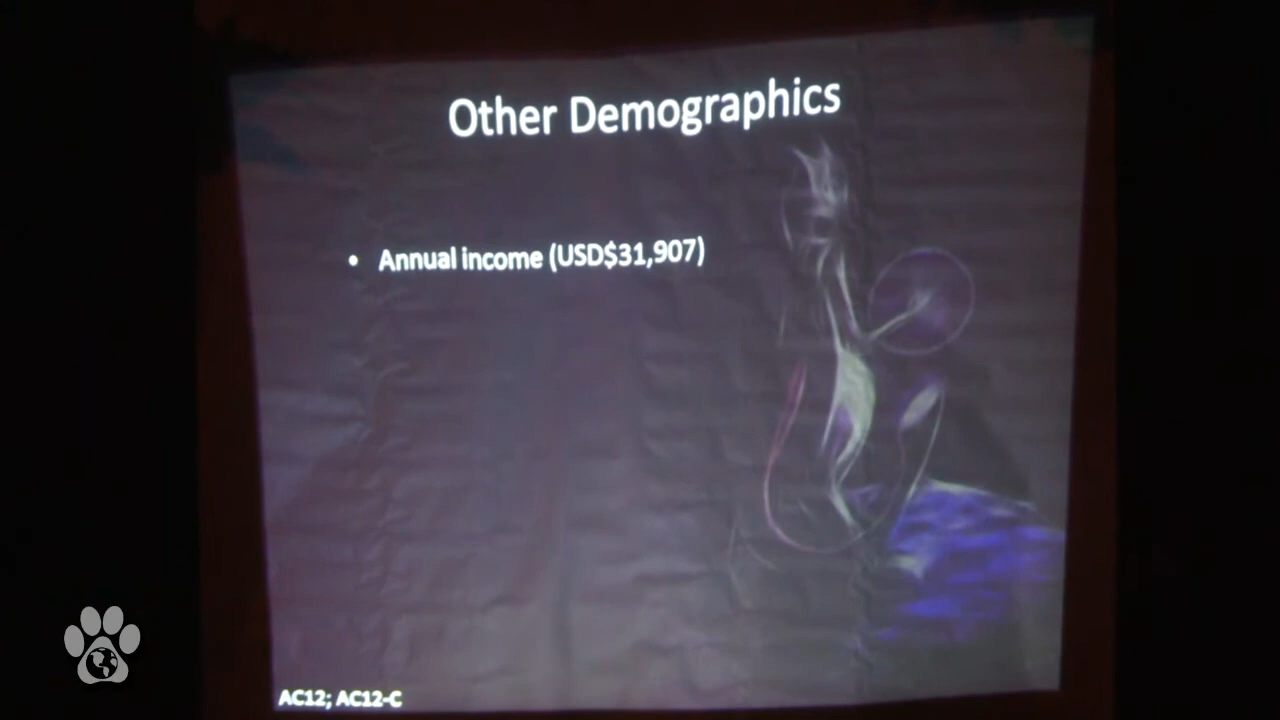 Other Demographics
• Annual income (USD$31,907)
AC12; AC12-C